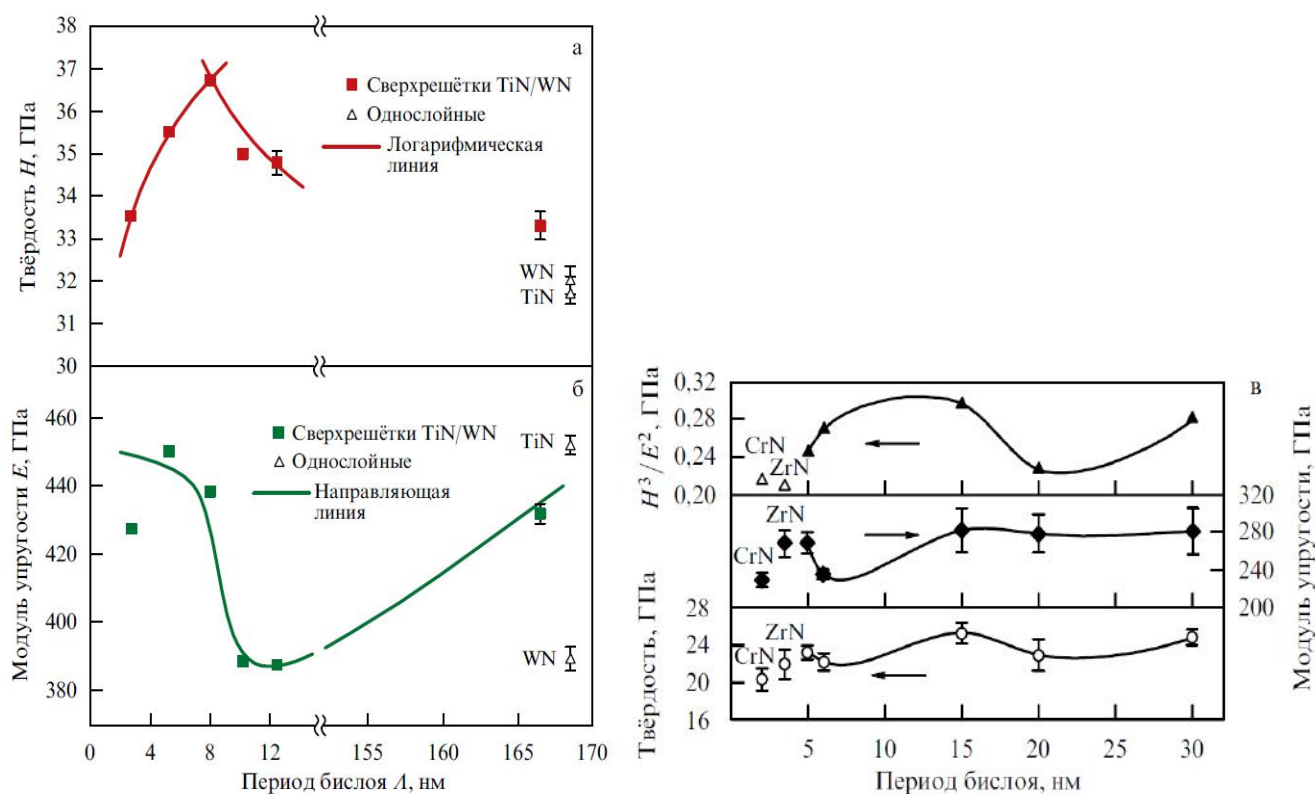 а
38
37
36
35
34
33
32
31
30
Твёрдость H, ГПа
Сверхрешётки TiN/WN
Однослойные
Логарифмическая
линия
WN
TiN
б
460
440
420
400
380
Модуль упругости E, ГПа
Сверхрешётки TiN/WN
Однослойные
Направляющая
линия
TiN
WN
0 4 8 12 155 160 165 170
Период бислоя Λ, нм
в
0,32
0,28
0,24
0,20
H³/E², ГПа
CrN
ZrN
320
280
240
200
Модуль упругости, ГПа
ZrN
CrN
28
24
20
16
Твёрдость, ГПа
ZrN
CrN
5 10 15 20 25 30
Период бислоя, нм